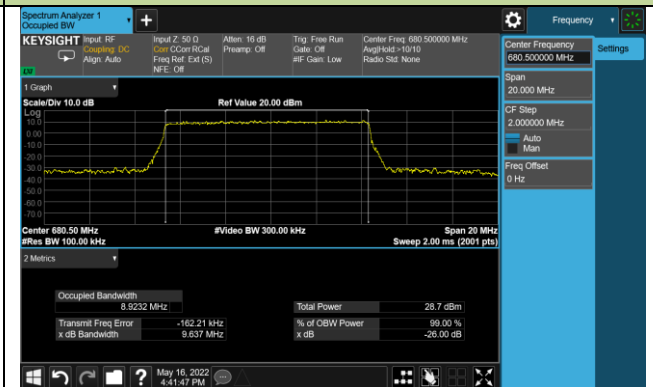 Spectrum Analyzer 1
Occupied BW
Frequency
KEYSIGHT
Input: RF
Coupling: DC
Align: Auto
Input Z: 50 Ω
Corr CCorr RCal
Freq Ref: Ext (S)
NFE: Off
Atten: 16 dB
Preamp: Off
Trig: Free Run
Gate: Off
#IF Gain: Low
Center Freq: 680.500000 MHz
Avg|Hold:>10/10
Radio Std: None
Center Frequency
680.500000 MHz
Settings
Span
20.000 MHz
CF Step
2.000000 MHz
Auto
Man
Freq Offset
0 Hz
LU
1 Graph
Scale/Div 10.0 dB
Ref Value 20.00 dBm
Log
10.0
0.00
-10.0
-20.0
-30.0
-40.0
-50.0
-60.0
-70.0
Center 680.50 MHz
#Video BW 300.00 kHz
Span 20 MHz
#Res BW 100.00 kHz
Sweep 2.00 ms (2001 pts)
2 Metrics
Occupied Bandwidth
8.9232 MHz
Total Power
28.7 dBm
Transmit Freq Error
-162.21 kHz
% of OBW Power
99.00 %
x dB Bandwidth
9.637 MHz
x dB
-26.00 dB
?
May 16, 2022
4:41:47 PM